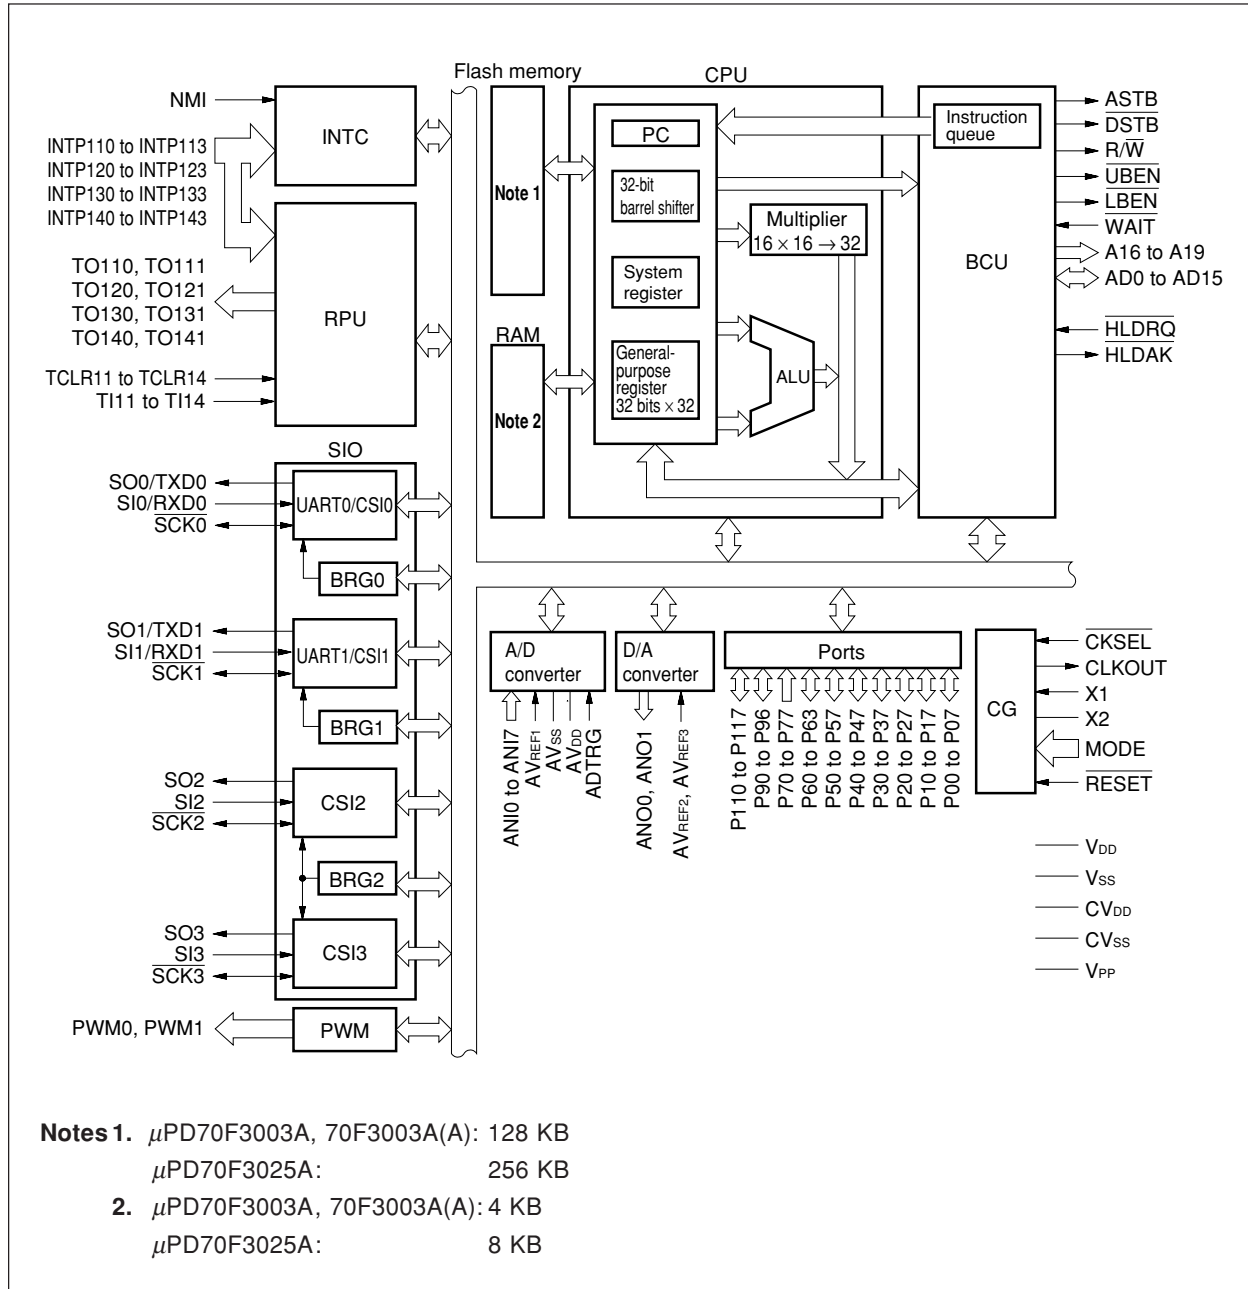 Flash memory
CPU
NMI
INTC
INTP110 to INTP113
INTP120 to INTP123
INTP130 to INTP133
INTP140 to INTP143
TO110, TO111
TO120, TO121
TO130, TO131
TO140, TO141
RPU
TCLR11 to TCLR14
TI11 to TI14
Note 1
RAM
Note 2
PC
32-bit
barrel shifter
System
register
General-
purpose
register
32 bits × 32
Multiplier
16 × 16 → 32
ALU
Instruction
queue
BCU
ASTB
DSTB
R/W
UBEN
LBEN
WAIT
A16 to A19
AD0 to AD15
HLDRQ
HLDAK
SIO
SO0/TXD0
SI0/RXD0
SCK0
UART0/CSI0
BRG0
SO1/TXD1
SI1/RXD1
SCK1
UART1/CSI1
BRG1
SO2
SI2
SCK2
CSI2
BRG2
SO3
SI3
SCK3
CSI3
PWM0, PWM1
PWM
A/D
converter
ANI0 to ANI7
AVREF1
AVSS
AVDD
ADTRG
D/A
converter
ANO0, ANO1
AVREF2, AVREF3
Ports
P110 to P117
P90 to P96
P70 to P77
P60 to P63
P50 to P57
P40 to P47
P30 to P37
P20 to P27
P10 to P17
P00 to P07
CG
CKSEL
CLKOUT
X1
X2
MODE
RESET
VDD
VSS
CVDD
CVSS
VPP
Notes 1. μPD70F3003A, 70F3003A(A): 128 KB
μPD70F3025A: 256 KB
2. μPD70F3003A, 70F3003A(A): 4 KB
μPD70F3025A: 8 KB